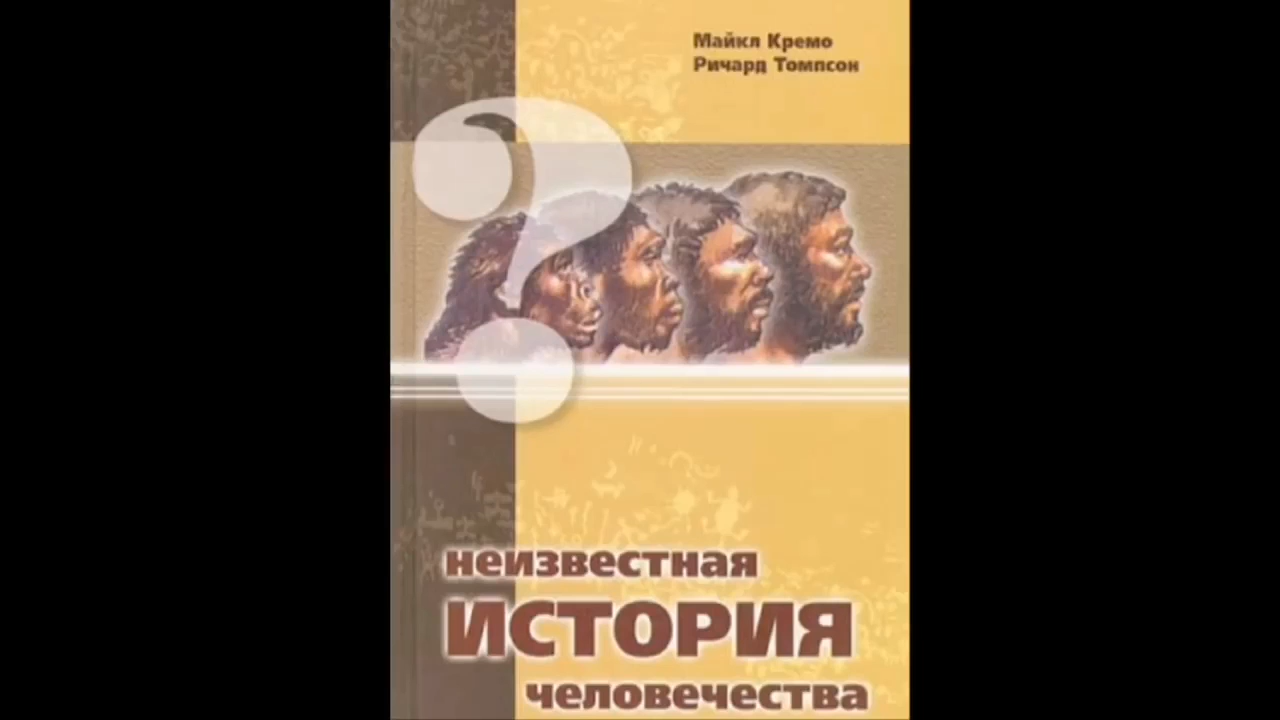 Майкл Кремо
Ричард Томпсон
неизвестная
ИСТОРИЯ
человечества